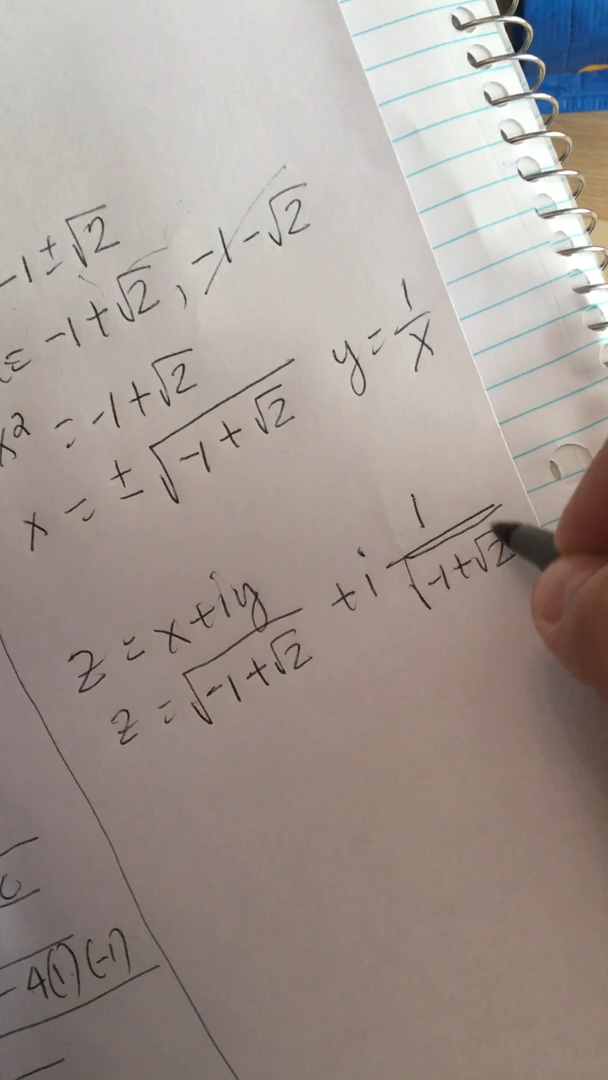 -1±√2
= -1+√2, -1-√2
x² = -1+√2
x = ±√(-1+√2) y = 1/x
z = x+iy
z = √(-1+√2) + i 1/√(-1+√2)
- 4(1)(-1)